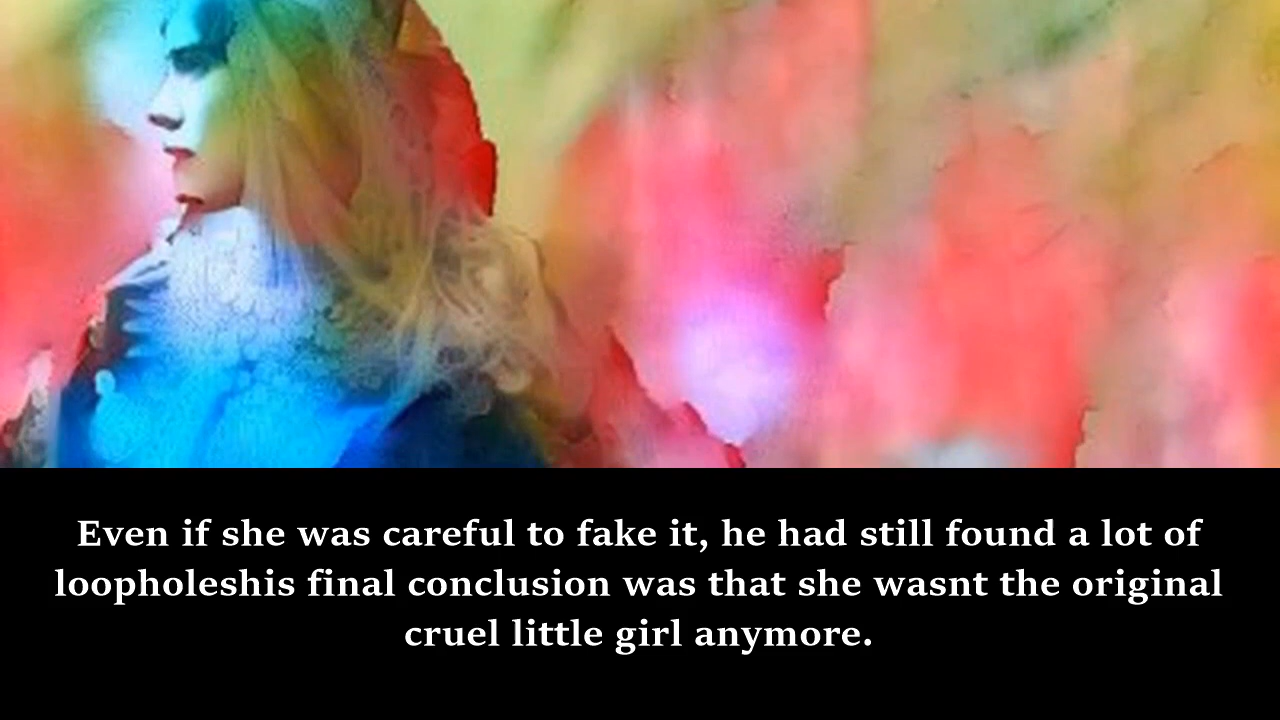 Even if she was careful to fake it, he had still found a lot of
loopholeshis final conclusion was that she wasnt the original
cruel little girl anymore.